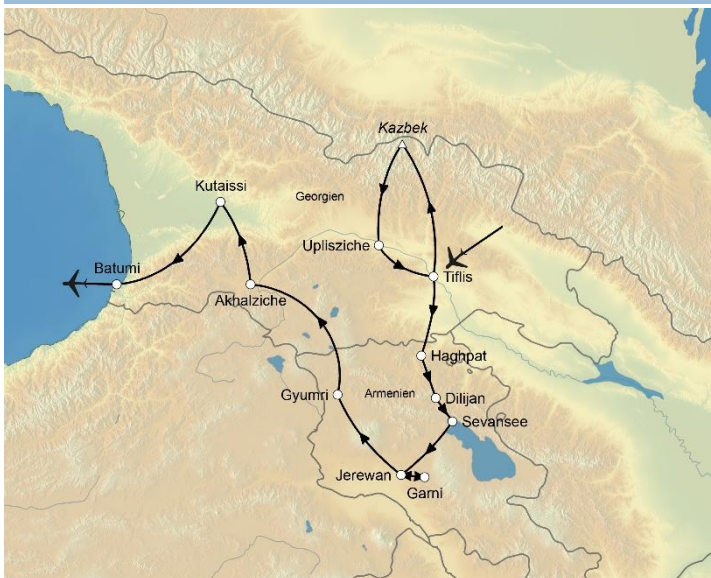 Kazbek
Kutaissi
Georgien
Uplisziche
Tiflis
Batumi
Akhalziche
Haghpat
Gyumri
Armenien
Dilijan
Sevansee
Jerewan
Garni